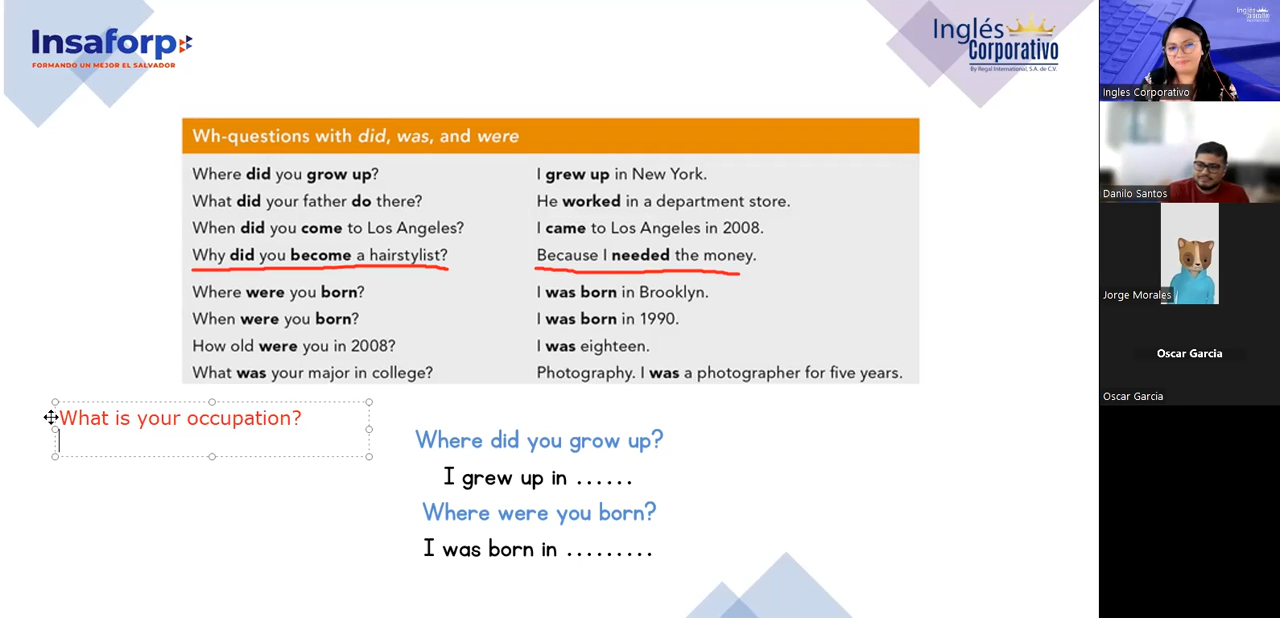 Insaforp
FORMANDO UN MEJOR EL SALVADOR
Inglés
Corporativo
By Regal International, S.A. de C.V.
Wh-questions with did, was, and were
Where did you grow up? I grew up in New York.
What did your father do there? He worked in a department store.
When did you come to Los Angeles? I came to Los Angeles in 2008.
Why did you become a hairstylist? Because I needed the money.
Where were you born? I was born in Brooklyn.
When were you born? I was born in 1990.
How old were you in 2008? I was eighteen.
What was your major in college? Photography. I was a photographer for five years.
What is your occupation?
Where did you grow up?
I grew up in ......
Where were you born?
I was born in .........
Inglés
Ingles Corporativo
Danilo Santos
Jorge Morales
Oscar Garcia
Oscar Garcia